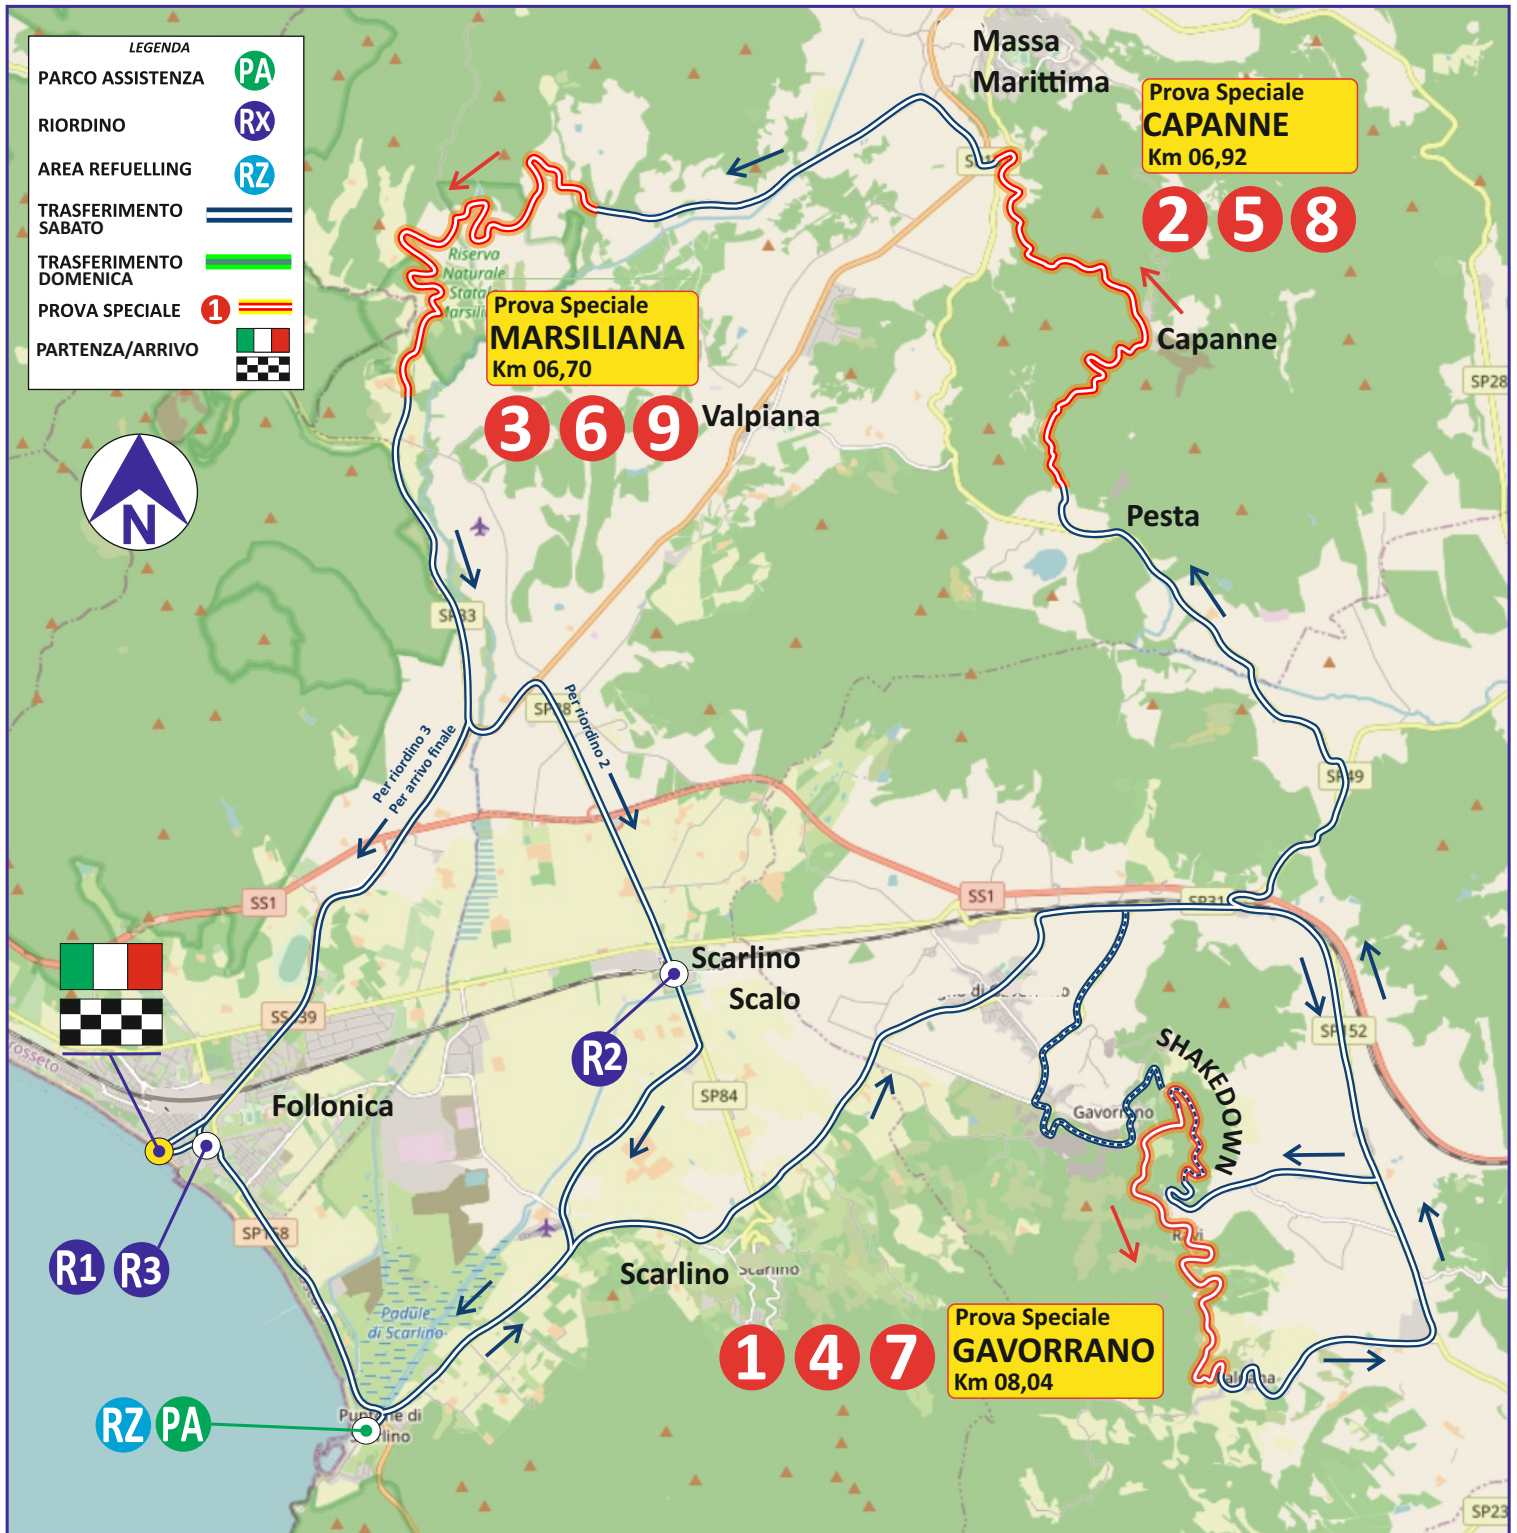 LEGENDA
PARCO ASSISTENZA
PA
RIORDINO
RX
AREA REFUELLING
RZ
TRASFERIMENTO
SABATO
TRASFERIMENTO
DOMENICA
PROVA SPECIALE
1
PARTENZA/ARRIVO
N
Massa
Marittima
Prova Speciale
CAPANNE
Km 06,92
2 5 8
Riserva
Naturale
Statale
Prova Speciale
MARSILIANA
Km 06,70
3 6 9
Valpiana
Capanne
SP28
Pesta
Per riordino 3
Per arrivo finale
Per riordino 2
SS1
SS1
SP31
SP49
Scarlino
Scalo
R2
SP84
SP152
SHAKEDOWN
Gavorrano
Follonica
R1 R3
Scarlino
Scarlino
Padule
di Scarlino
1 4 7
Prova Speciale
GAVORRANO
Km 08,04
RZ PA
SP23